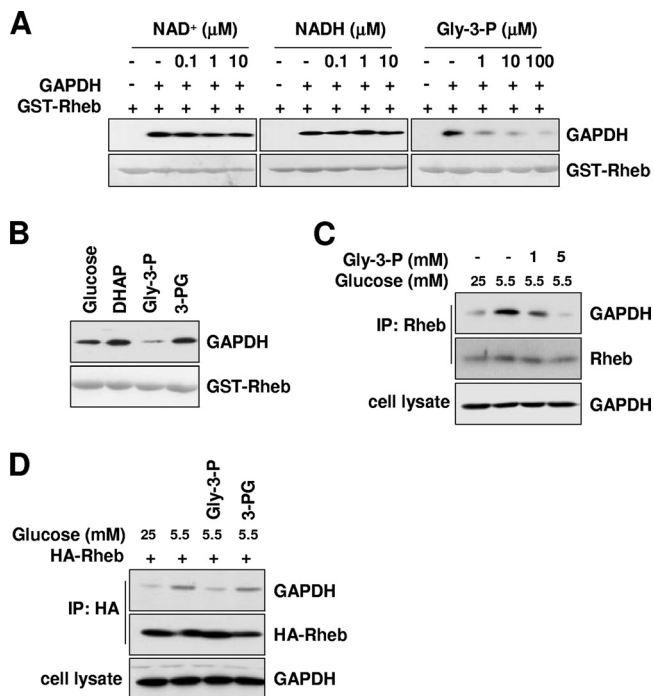 A
NAD+ (μM) NADH (μM) Gly-3-P (μM)
- - 0.1 1 10 - - 0.1 1 10 - - 1 10 100
GAPDH - + + + + - + + + + - + + + +
GST-Rheb + + + + + + + + + + + + + + +
GAPDH
GST-Rheb
B
Glucose DHAP Gly-3-P 3-PG
GAPDH
GST-Rheb
C
Gly-3-P (mM) - - 1 5
Glucose (mM) 25 5.5 5.5 5.5
IP: Rheb
GAPDH
Rheb
cell lysate GAPDH
D
Gly-3-P 3-PG
Glucose (mM) 25 5.5 5.5 5.5
HA-Rheb + + + +
IP: HA
GAPDH
HA-Rheb
cell lysate GAPDH